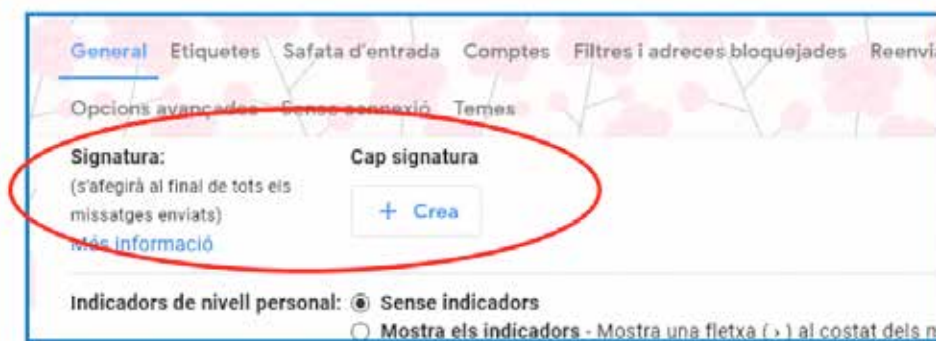 General Etiquetes Safata d'entrada Comptes Filtres i adreces bloquejades Reenvia
Opcions avançades Sense connexió Temes
Signatura: Cap signatura
(s'afegirà al final de tots els
missatges enviats)
+ Crea
Més informació
Indicadors de nivell personal: Sense indicadors
Mostra els indicadors - Mostra una fletxa ( › ) al costat dels m